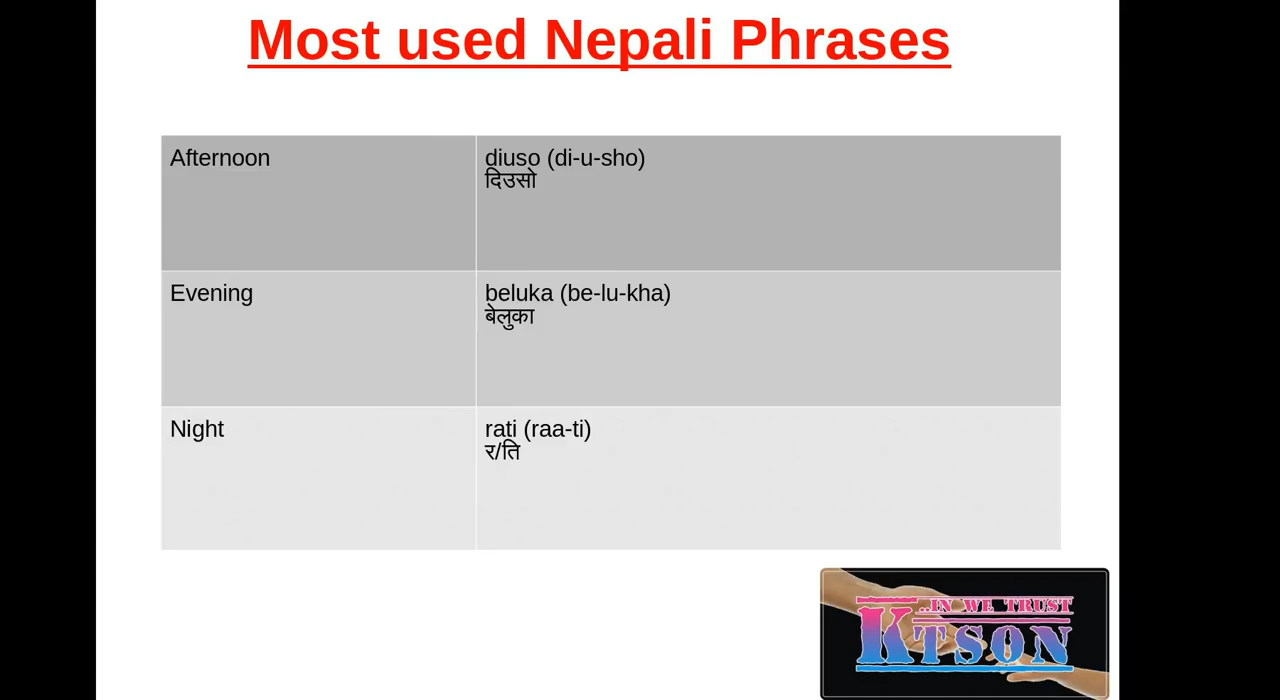 Most used Nepali Phrases
Afternoon
diuso (di-u-sho)
दिउसो
Evening
beluka (be-lu-kha)
बेलुका
Night
rati (raa-ti)
र/ति
..IN WE TRUST
KTSON